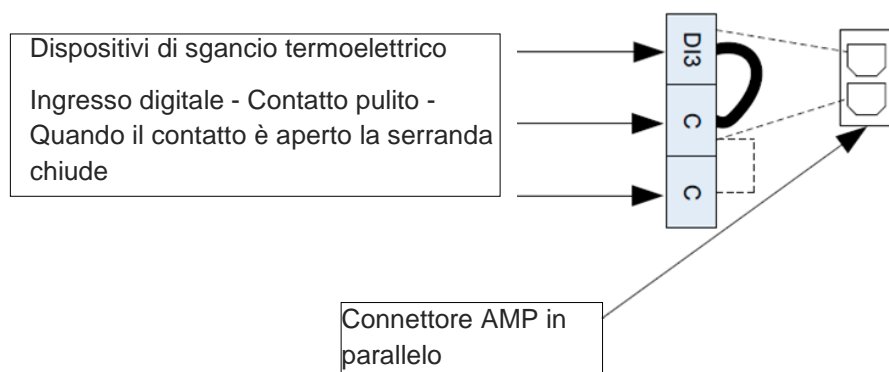 Dispositivi di sgancio termoelettrico
Ingresso digitale - Contatto pulito -
Quando il contatto è aperto la serranda
chiude
DI3
C
C
Connettore AMP in
parallelo